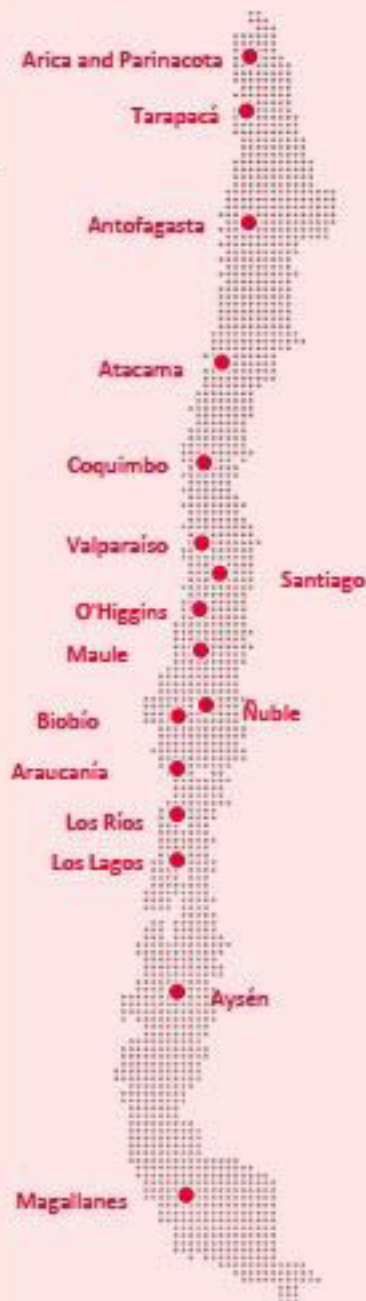 Arica and Parinacota
Tarapacá
Antofagasta
Atacama
Coquimbo
Valparaíso
Santiago
O'Higgins
Maule
Ñuble
Biobío
Araucanía
Los Ríos
Los Lagos
Aysén
Magallanes